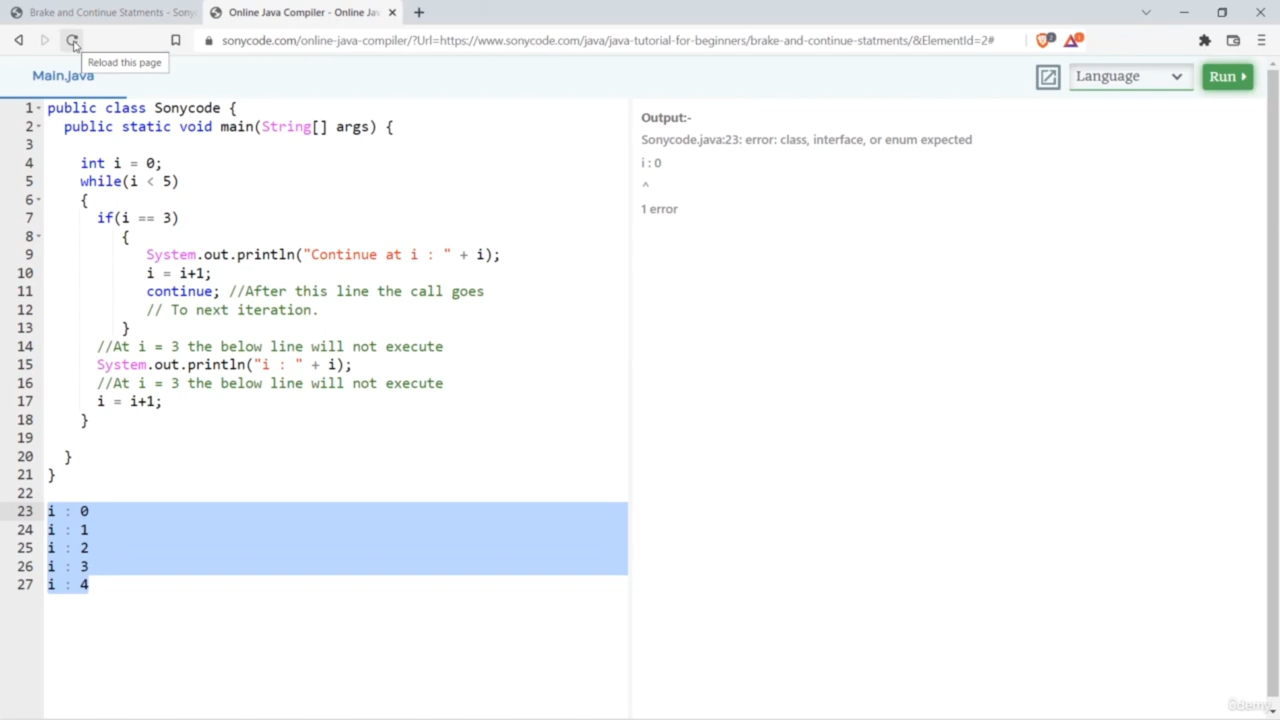 Brake and Continue Statments - Sony
Online Java Compiler - Online Ja
sonycode.com/online-java-compiler/?Url=https://www.sonycode.com/java/java-tutorial-for-beginners/brake-and-continue-statments/&ElementId=2#
Reload this page
Main.java
Language
Run
1 public class Sonycode {
2 public static void main(String[] args) {
3
4 int i = 0;
5 while(i < 5)
6 {
7 if(i == 3)
8 {
9 System.out.println("Continue at i : " + i);
10 i = i+1;
11 continue; //After this line the call goes
12 // To next iteration.
13 }
14 //At i = 3 the below line will not execute
15 System.out.println("i : " + i);
16 //At i = 3 the below line will not execute
17 i = i+1;
18 }
19
20 }
21 }
22
23 i : 0
24 i : 1
25 i : 2
26 i : 3
27 i : 4
Output:-
Sonycode.java:23: error: class, interface, or enum expected
i : 0
^
1 error
ûdemy